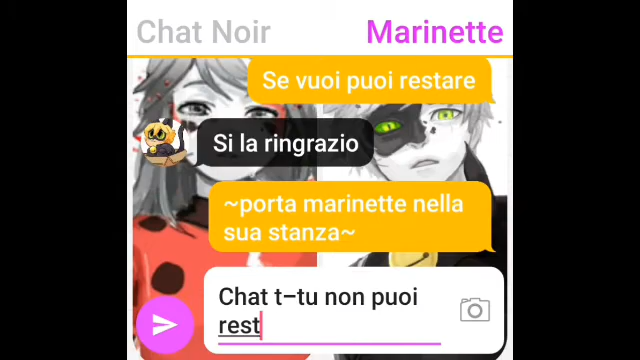 Chat Noir Marinette
Se vuoi puoi restare
Si la ringrazio
~porta marinette nella
sua stanza~
Chat t–tu non puoi
rest